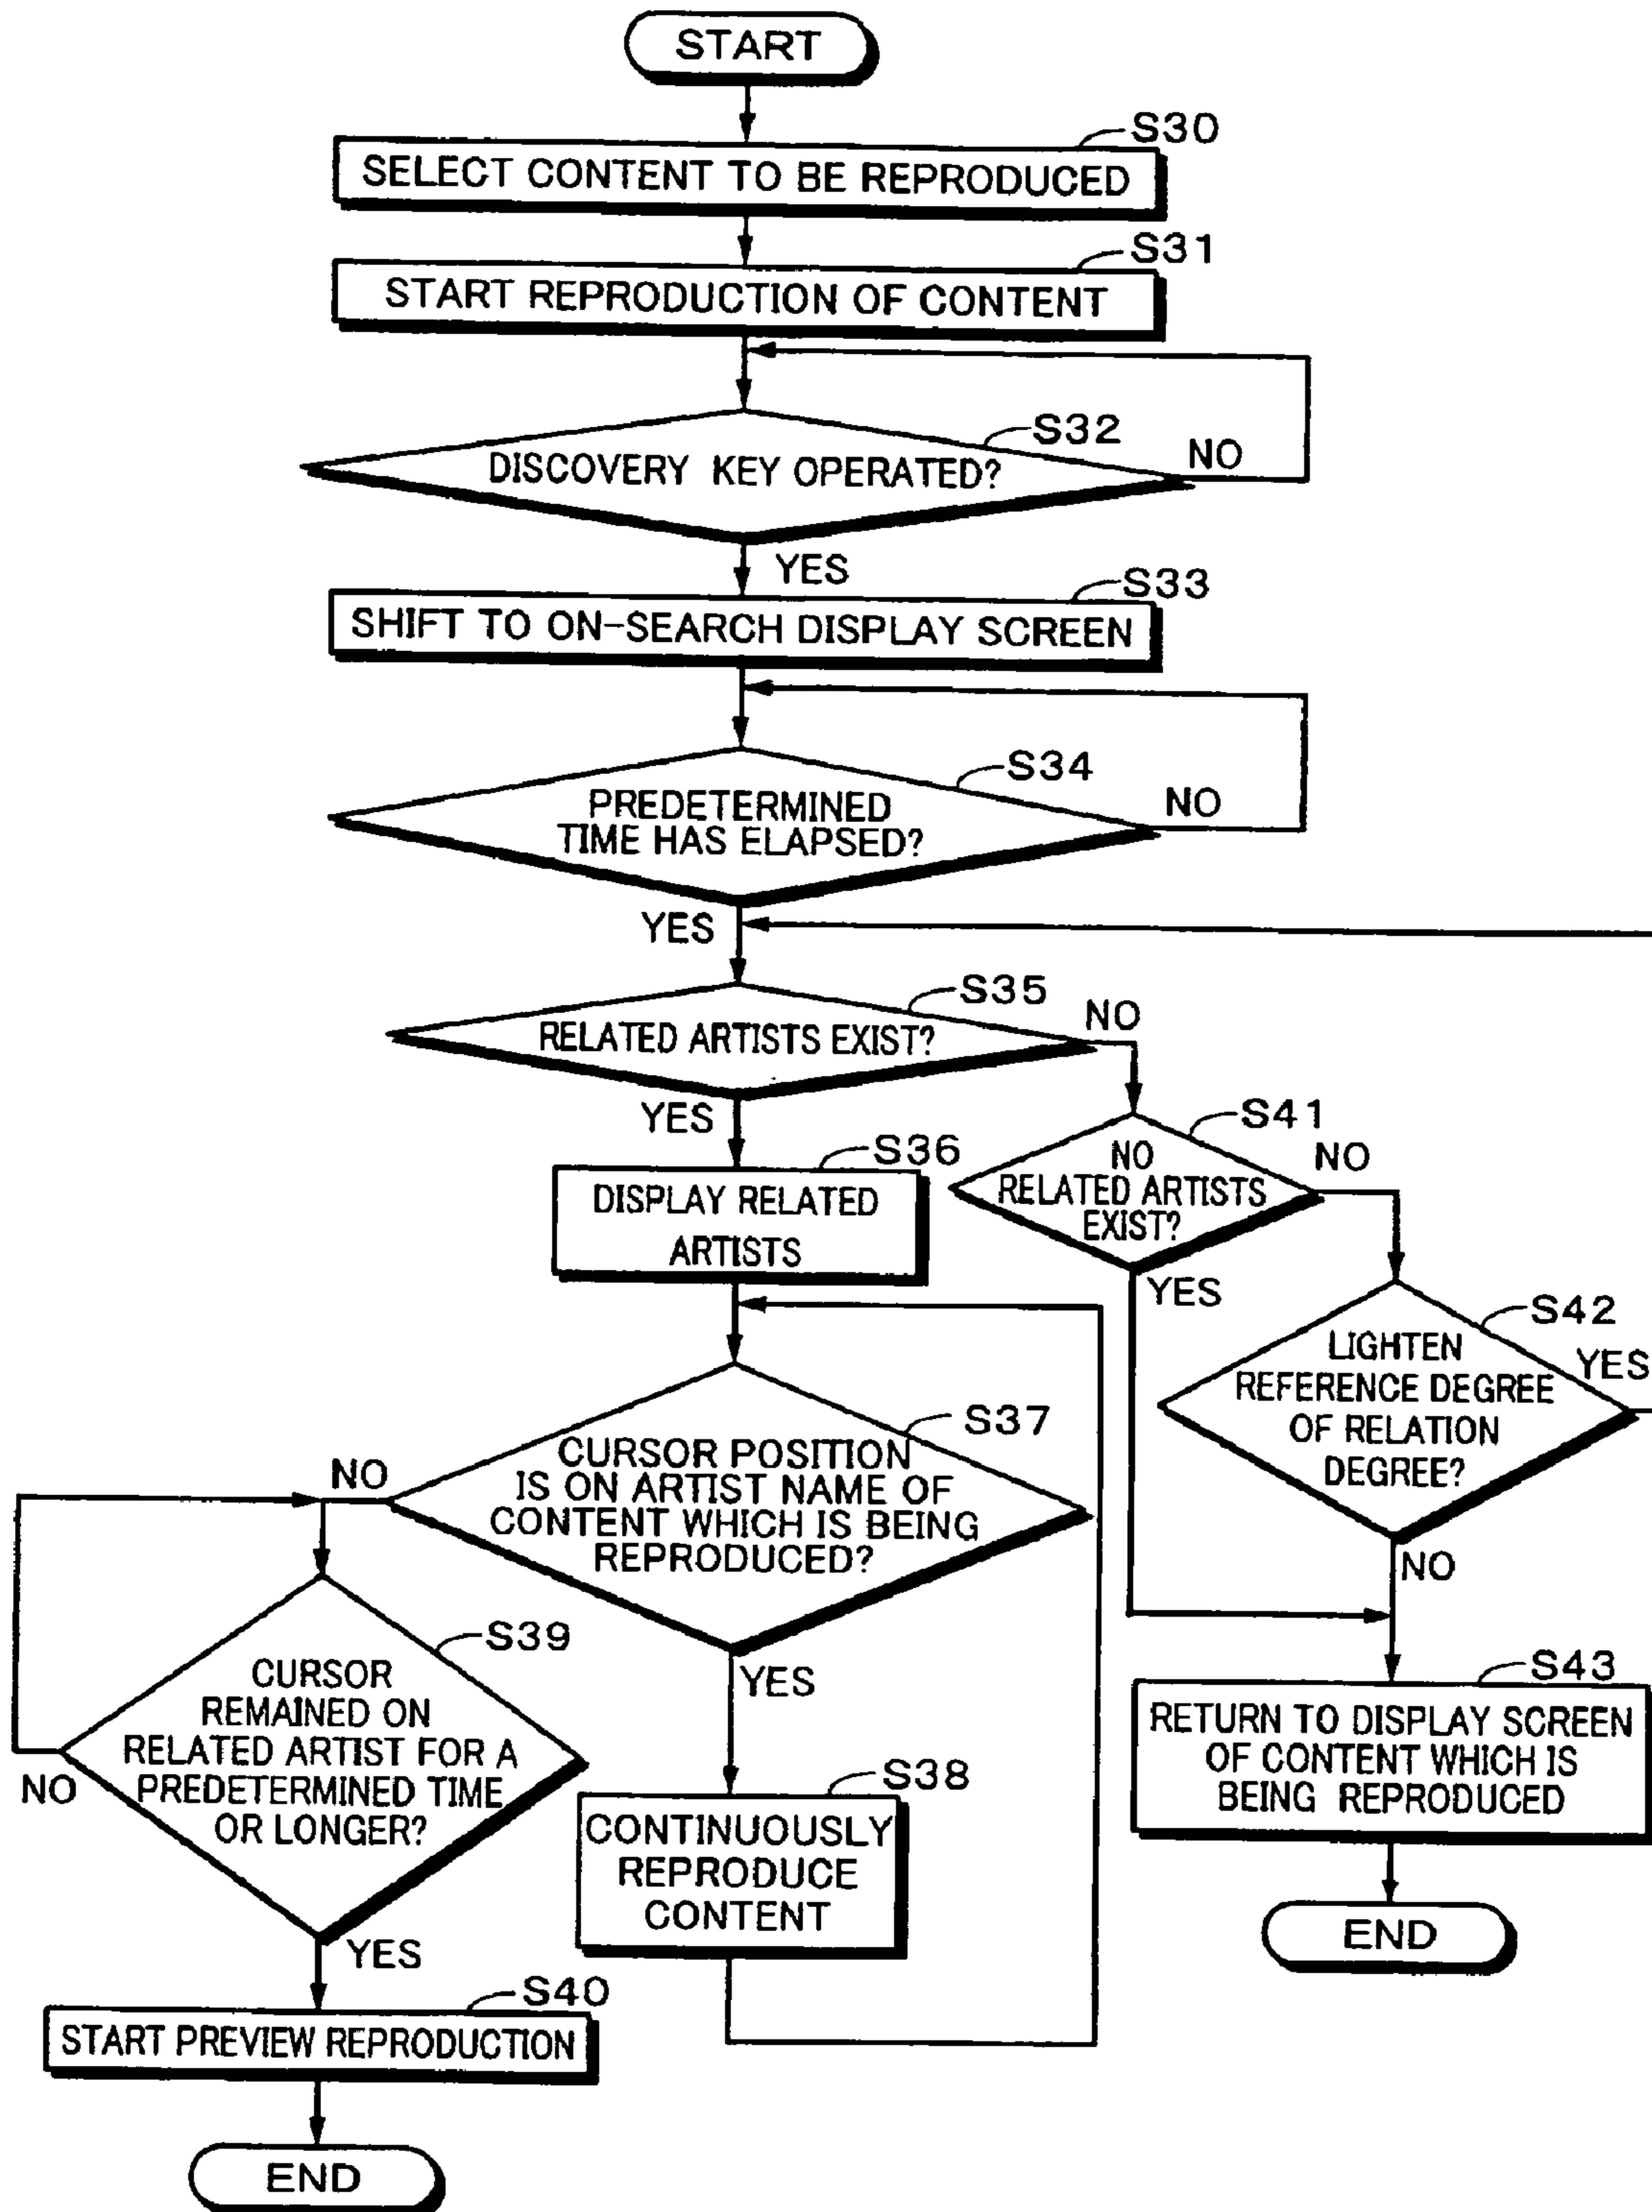 START
S30
SELECT CONTENT TO BE REPRODUCED
S31
START REPRODUCTION OF CONTENT
S32
DISCOVERY KEY OPERATED?
NO
YES
S33
SHIFT TO ON-SEARCH DISPLAY SCREEN
S34
PREDETERMINED
TIME HAS ELAPSED?
NO
YES
S35
RELATED ARTISTS EXIST?
NO
YES
S36
DISPLAY RELATED
ARTISTS
S41
NO
RELATED ARTISTS
EXIST?
NO
YES
S42
LIGHTEN
REFERENCE DEGREE
OF RELATION
DEGREE?
YES
NO
S37
CURSOR POSITION
IS ON ARTIST NAME OF
CONTENT WHICH IS BEING
REPRODUCED?
NO
YES
S39
CURSOR
REMAINED ON
RELATED ARTIST FOR A
PREDETERMINED TIME
OR LONGER?
NO
YES
S38
CONTINUOUSLY
REPRODUCE
CONTENT
S43
RETURN TO DISPLAY SCREEN
OF CONTENT WHICH IS
BEING REPRODUCED
END
S40
START PREVIEW REPRODUCTION
END